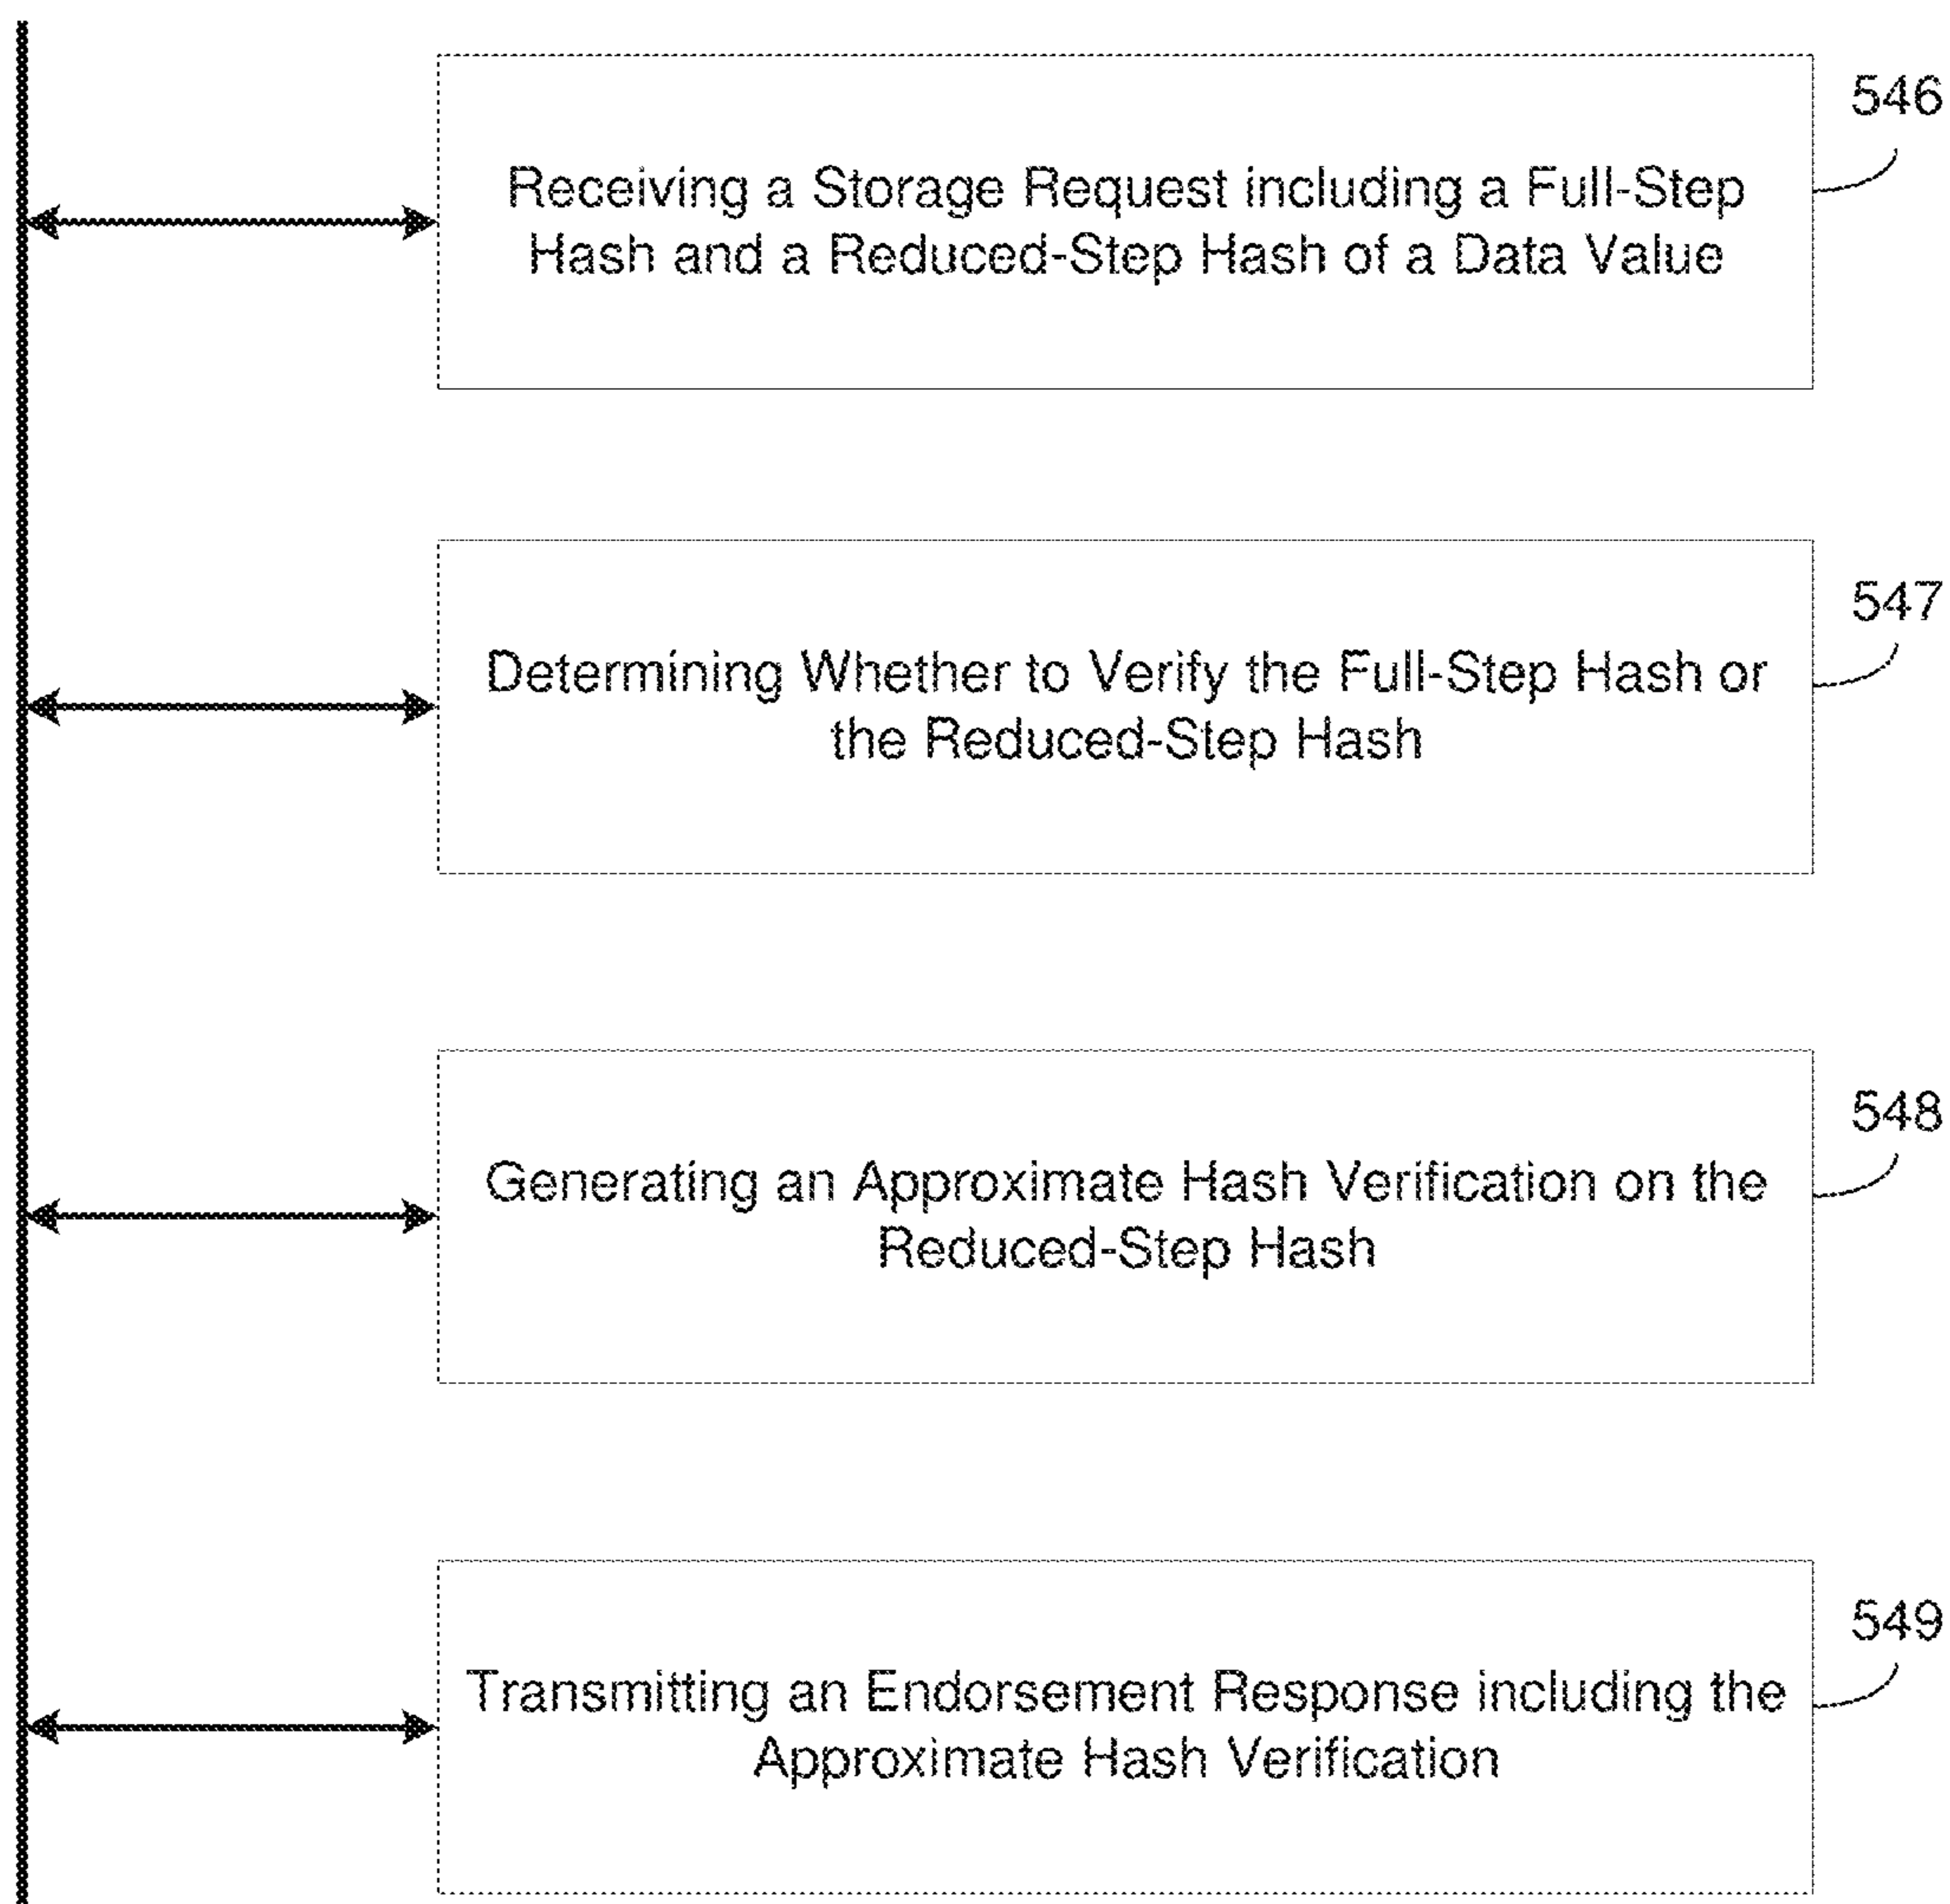 546
Receiving a Storage Request including a Full-Step
Hash and a Reduced-Step Hash of a Data Value
547
Determining Whether to Verify the Full-Step Hash or
the Reduced-Step Hash
548
Generating an Approximate Hash Verification on the
Reduced-Step Hash
549
Transmitting an Endorsement Response including the
Approximate Hash Verification